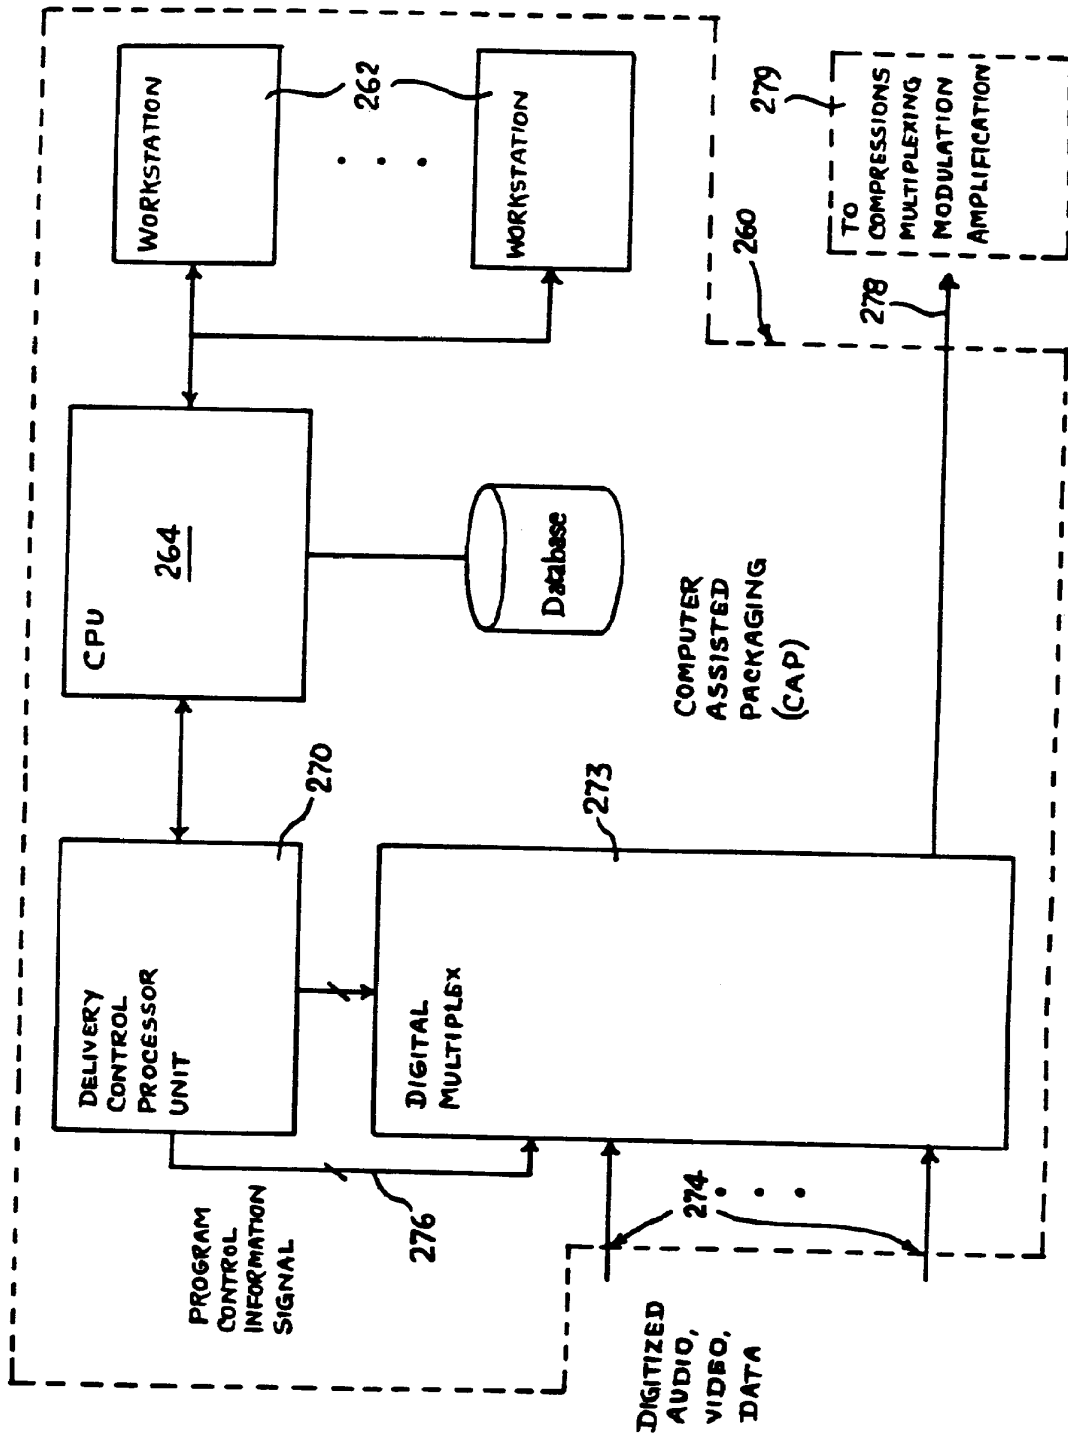 DELIVERY
CONTROL
PROCESSOR
UNIT
270
CPU
264
WORKSTATION
262
WORKSTATION
Database
PROGRAM
CONTROL
INFORMATION
SIGNAL
276
DIGITAL
MULTIPLEX
273
COMPUTER
ASSISTED
PACKAGING
(CAP)
260
DIGITIZED
AUDIO,
VIDEO,
DATA
274
278
279
TO
COMPRESSIONS
MULTIPLEXING
MODULATION
AMPLIFICATION